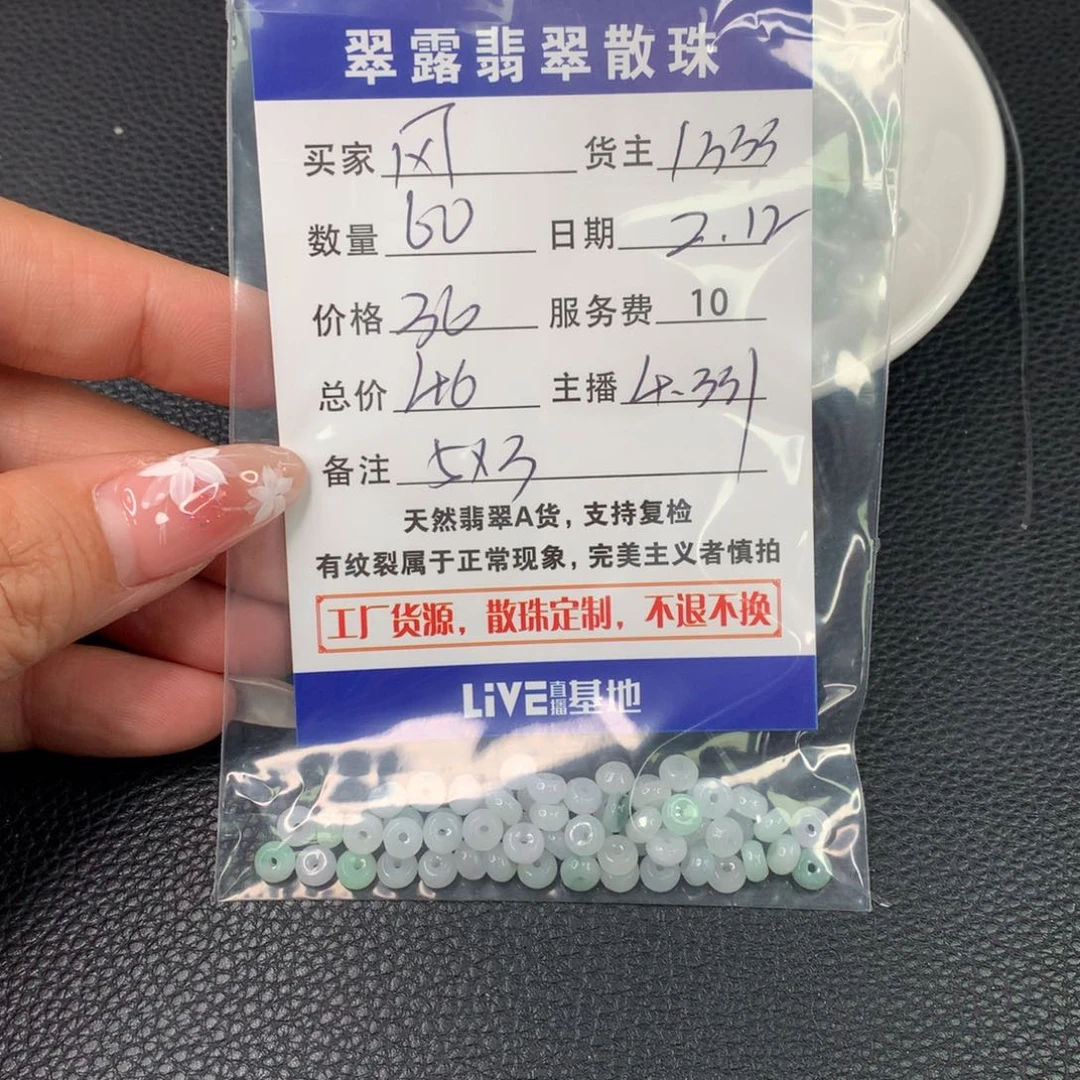 翠露翡翠散珠
买家 风 货主 1333
数量 60 日期 2.12
价格 36 服务费 10
总价 46 主播 4.331
备注 5x3
天然翡翠A货，支持复检
有纹裂属于正常现象，完美主义者慎拍
工厂货源，散珠定制，不退不换
LiVE直播基地